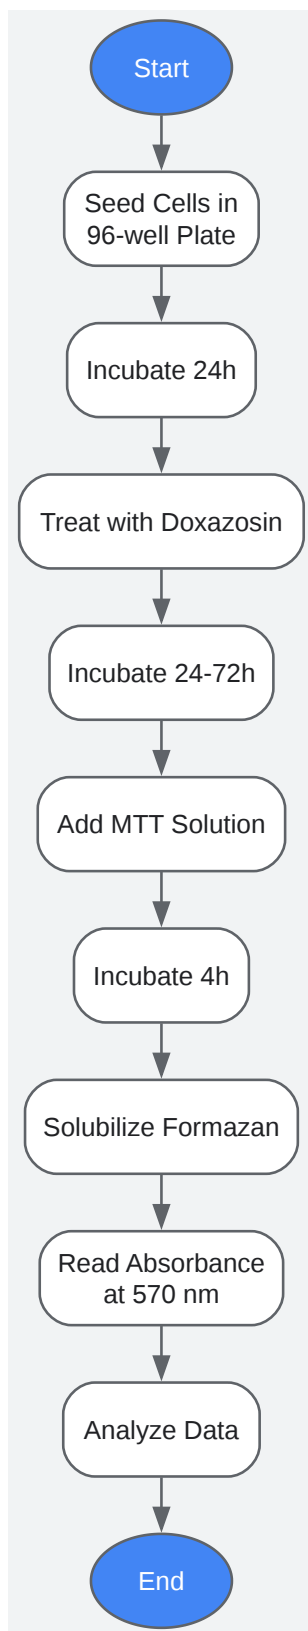 Start
Seed Cells in
96-well Plate
Incubate 24h
Treat with Doxazosin
Incubate 24-72h
Add MTT Solution
Incubate 4h
Solubilize Formazan
Read Absorbance
at 570 nm
Analyze Data
End